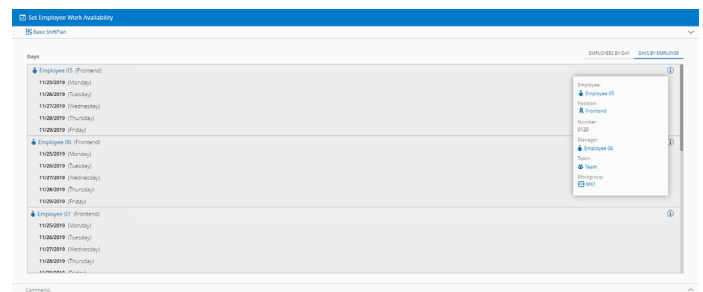 Set Employee Work Availability
Basic ShiftPlan
EMPLOYEES BY DAY DAYS BY EMPLOYEE
Days
Employee 05 (Frontend)
11/25/2019 (Monday)
11/26/2019 (Tuesday)
11/27/2019 (Wednesday)
11/28/2019 (Thursday)
11/29/2019 (Friday)
Employee 06 (Frontend)
11/25/2019 (Monday)
11/26/2019 (Tuesday)
11/27/2019 (Wednesday)
11/28/2019 (Thursday)
11/29/2019 (Friday)
Employee 07 (Frontend)
11/25/2019 (Monday)
11/26/2019 (Tuesday)
11/27/2019 (Wednesday)
11/28/2019 (Thursday)
11/29/2019 (Friday)
Employee:
Employee 05
Position:
Frontend
Number:
0120
Manager:
Employee 06
Team:
Team
Workgroup:
WK1
Comments: